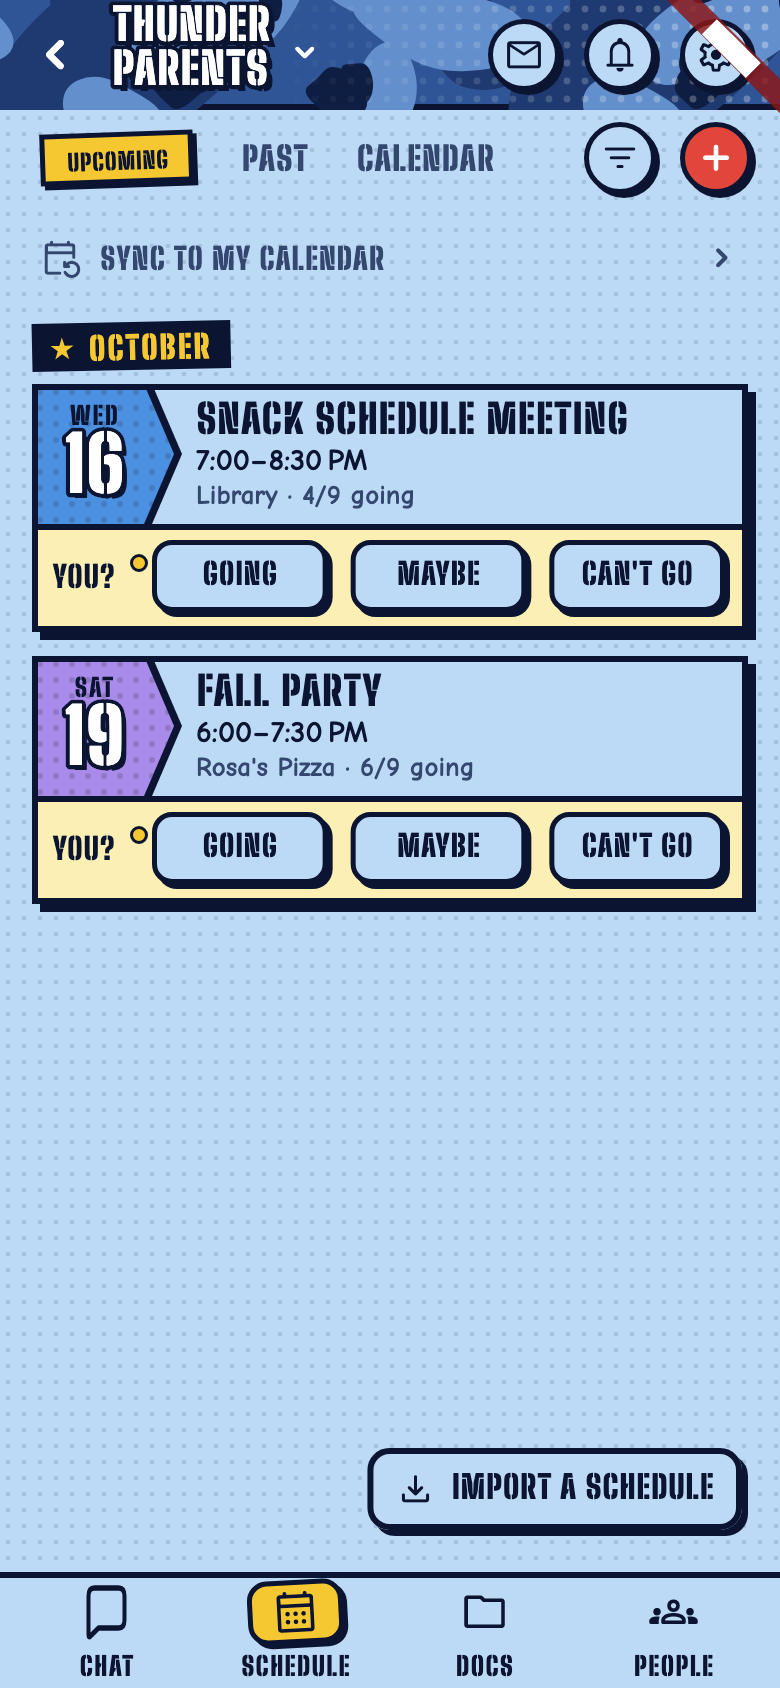 THUNDER
PARENTS
UPCOMING PAST CALENDAR
SYNC TO MY CALENDAR
★ OCTOBER
WED
16
SNACK SCHEDULE MEETING
7:00–8:30 PM
Library · 4/9 going
YOU? GOING MAYBE CAN'T GO
SAT
19
FALL PARTY
6:00–7:30 PM
Rosa's Pizza · 6/9 going
YOU? GOING MAYBE CAN'T GO
IMPORT A SCHEDULE
CHAT SCHEDULE DOCS PEOPLE